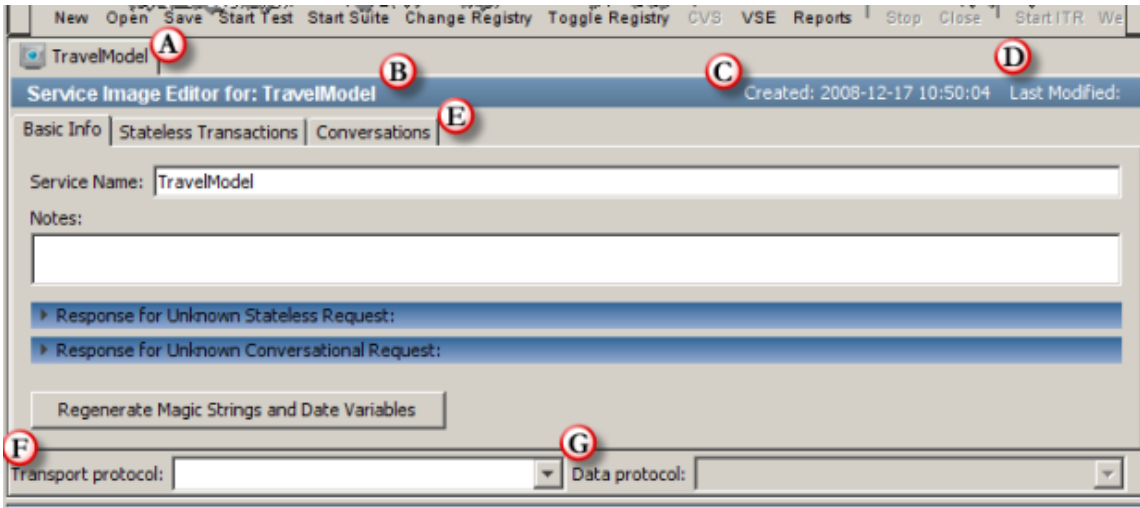 New Open Save Start Test Start Suite Change Registry Toggle Registry CVS VSE Reports Stop Close Start ITR We
TravelModel A
B C D
Service Image Editor for: TravelModel Created: 2008-12-17 10:50:04 Last Modified:
Basic Info Stateless Transactions Conversations E
Service Name: TravelModel
Notes:
Response for Unknown Stateless Request:
Response for Unknown Conversational Request:
Regenerate Magic Strings and Date Variables
F G
Transport protocol: Data protocol: